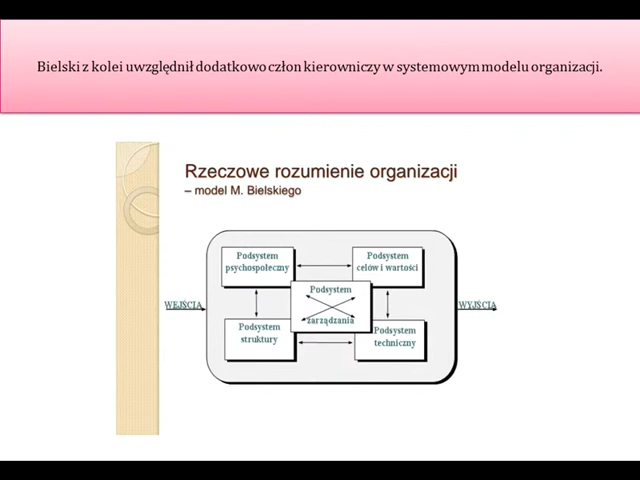 Bielski z kolei uwzględnił dodatkowo człon kierowniczy w systemowym modelu organizacji.
Rzeczowe rozumienie organizacji
– model M. Bielskiego
Podsystem
psychospołeczny
Podsystem
celów i wartości
Podsystem
zarządzania
WEJŚCIA
WYJŚCIA
Podsystem
struktury
Podsystem
techniczny